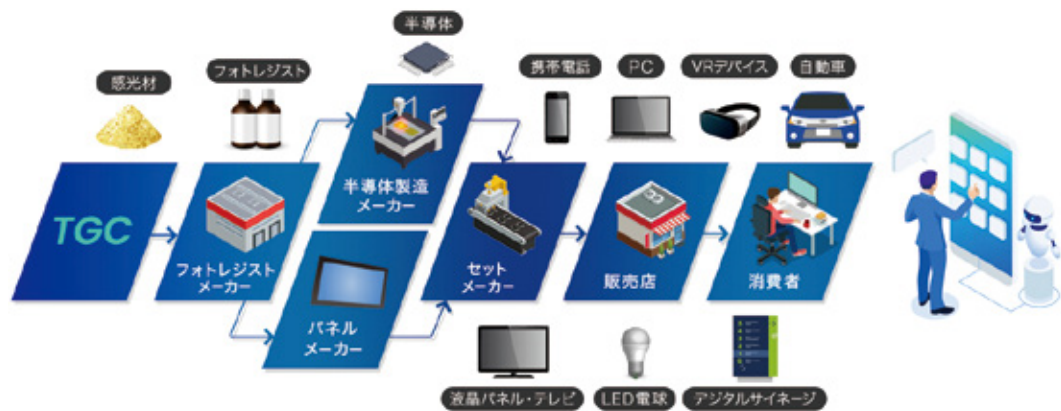 半導体
感光材
フォトレジスト
携帯電話
PC
VRデバイス
自動車
TGC
フォトレジスト
メーカー
半導体製造
メーカー
パネル
メーカー
セット
メーカー
販売店
消費者
液晶パネル・テレビ
LED電球
デジタルサイネージ